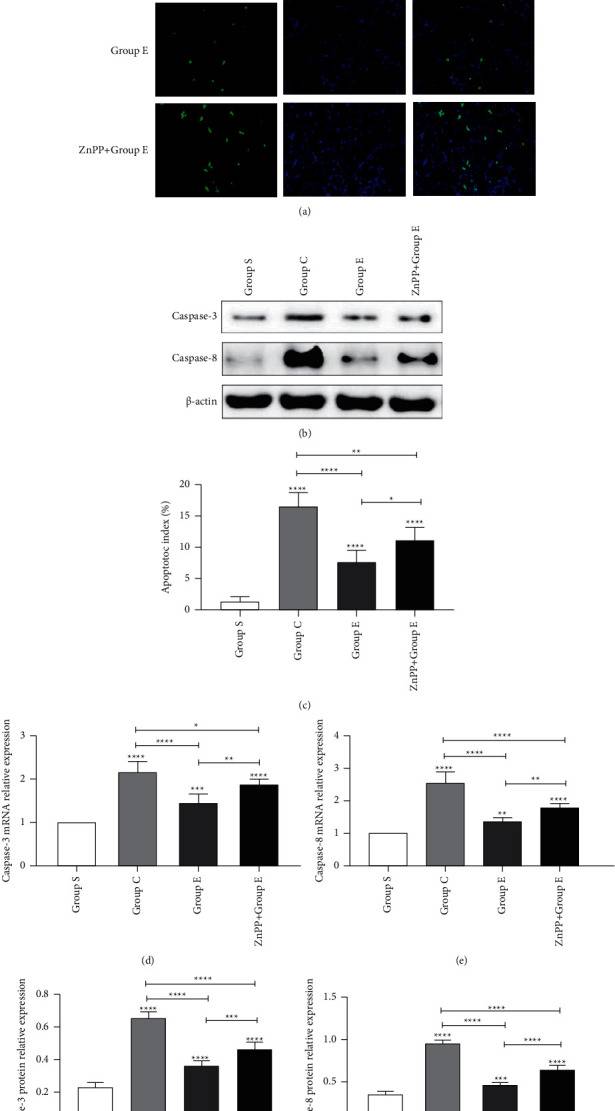 Group E
ZnPP+Group E
(a)
Group S
Group C
Group E
ZnPP+Group E
Caspase-3
Caspase-8
β-actin
(b)
**
****
*
20
15
10
5
0
Apoptotoc index (%)
****
****
****
Group S
Group C
Group E
ZnPP+Group E
(c)
*
****
**
3
2
1
0
Caspase-3 mRNA relative expression
****
***
****
Group S
Group C
Group E
ZnPP+Group E
(d)
****
****
**
4
3
2
1
0
Caspase-8 mRNA relative expression
****
**
****
Group S
Group C
Group E
ZnPP+Group E
(e)
****
****
***
0.8
0.6
0.4
0.2
e-3 protein relative expression
****
****
****
****
****
****
1.5
1.0
0.5
e-8 protein relative expression
****
***
****